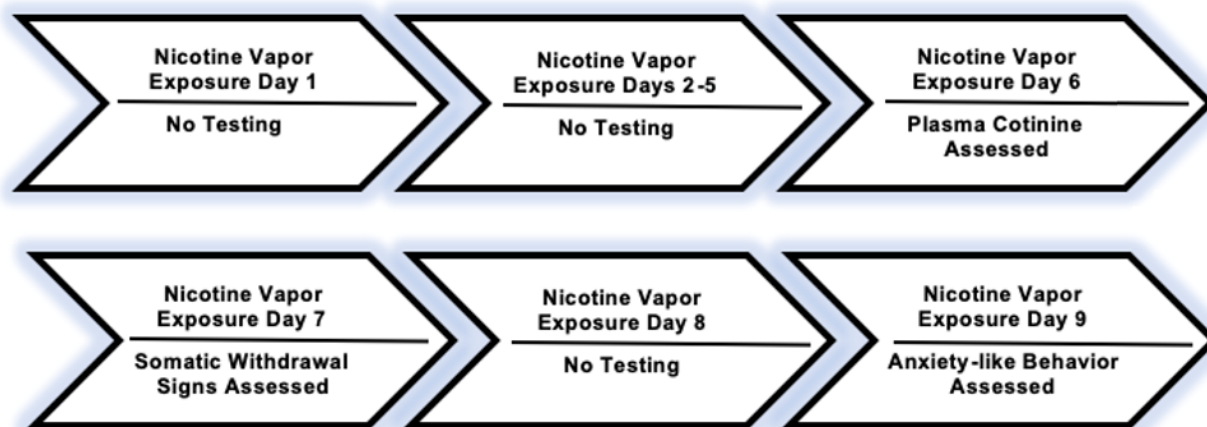 Nicotine Vapor
Exposure Day 1
No Testing
Nicotine Vapor
Exposure Days 2-5
No Testing
Nicotine Vapor
Exposure Day 6
Plasma Cotinine
Assessed
Nicotine Vapor
Exposure Day 7
Somatic Withdrawal
Signs Assessed
Nicotine Vapor
Exposure Day 8
No Testing
Nicotine Vapor
Exposure Day 9
Anxiety-like Behavior
Assessed